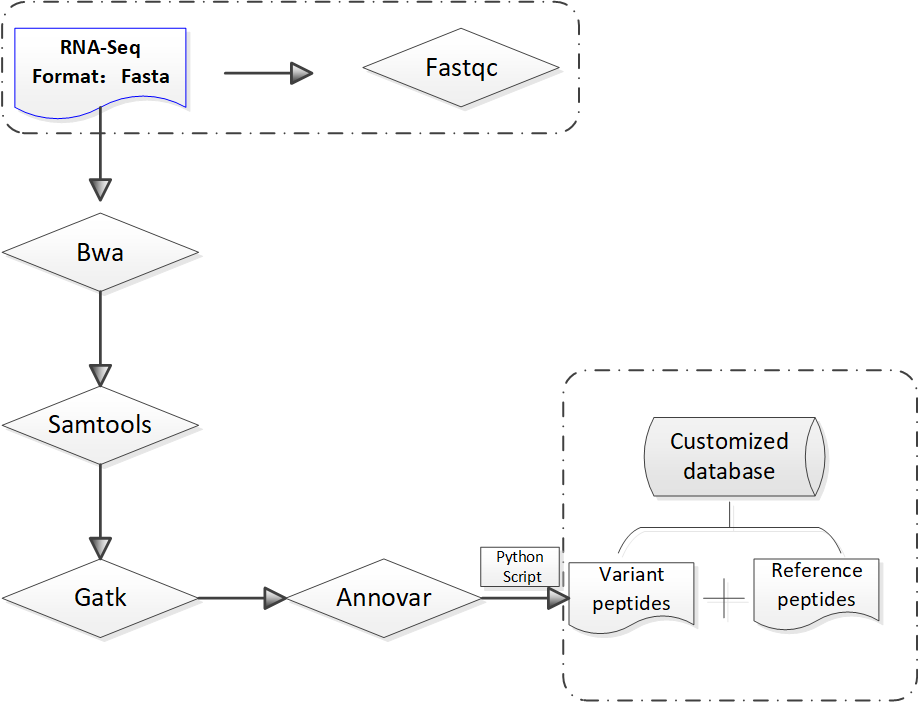 RNA-Seq
Format：Fasta
Fastqc
Bwa
Samtools
Gatk
Annovar
Python
Script
Customized
database
Variant
peptides
Reference
peptides